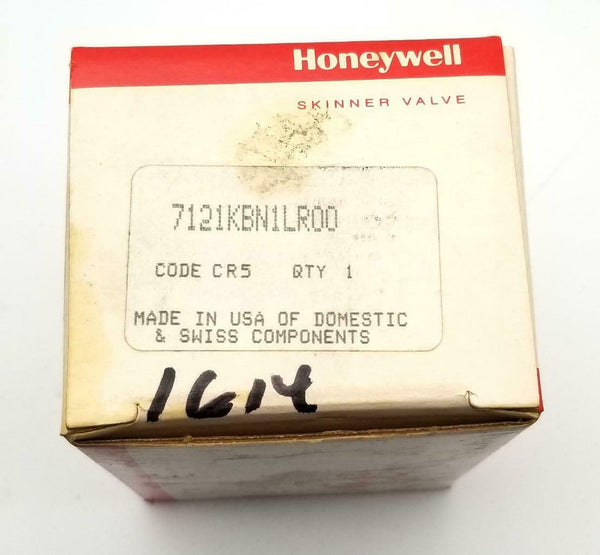 Honeywell
SKINNER VALVE
7121KBN1LR00
CODE CR5 QTY 1
MADE IN USA OF DOMESTIC
& SWISS COMPONENTS
1614